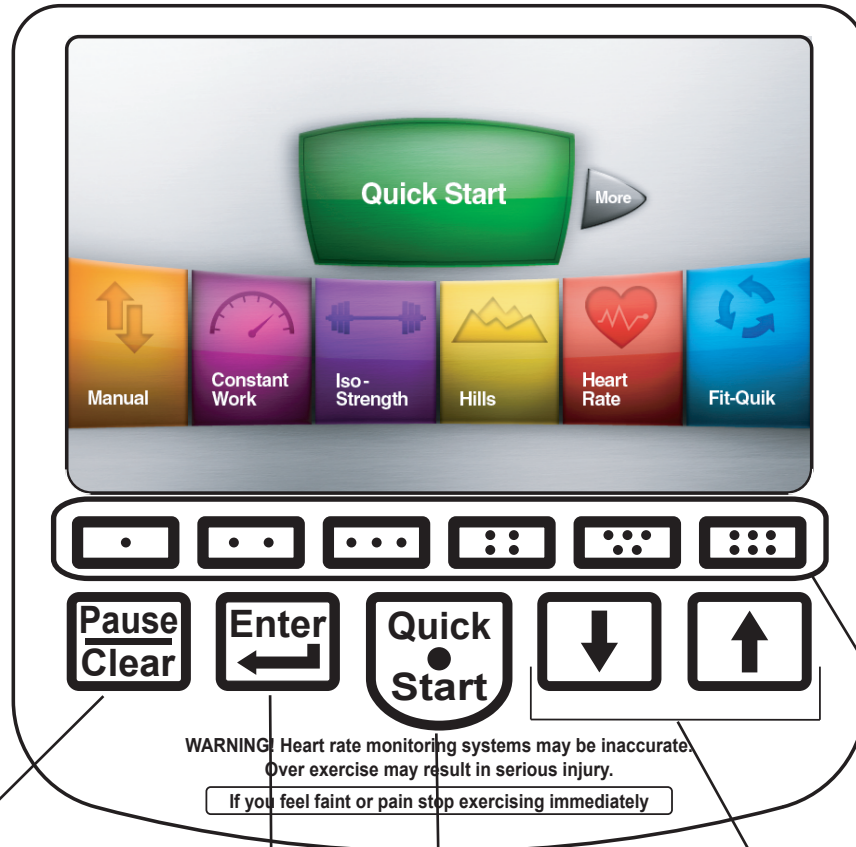 Quick Start
More
Manual
Constant
Work
Iso-
Strength
Hills
Heart
Rate
Fit-Quik
Pause
Clear
Enter
Quick
Start
WARNING! Heart rate monitoring systems may be inaccurate.
Over exercise may result in serious injury.
If you feel faint or pain stop exercising immediately